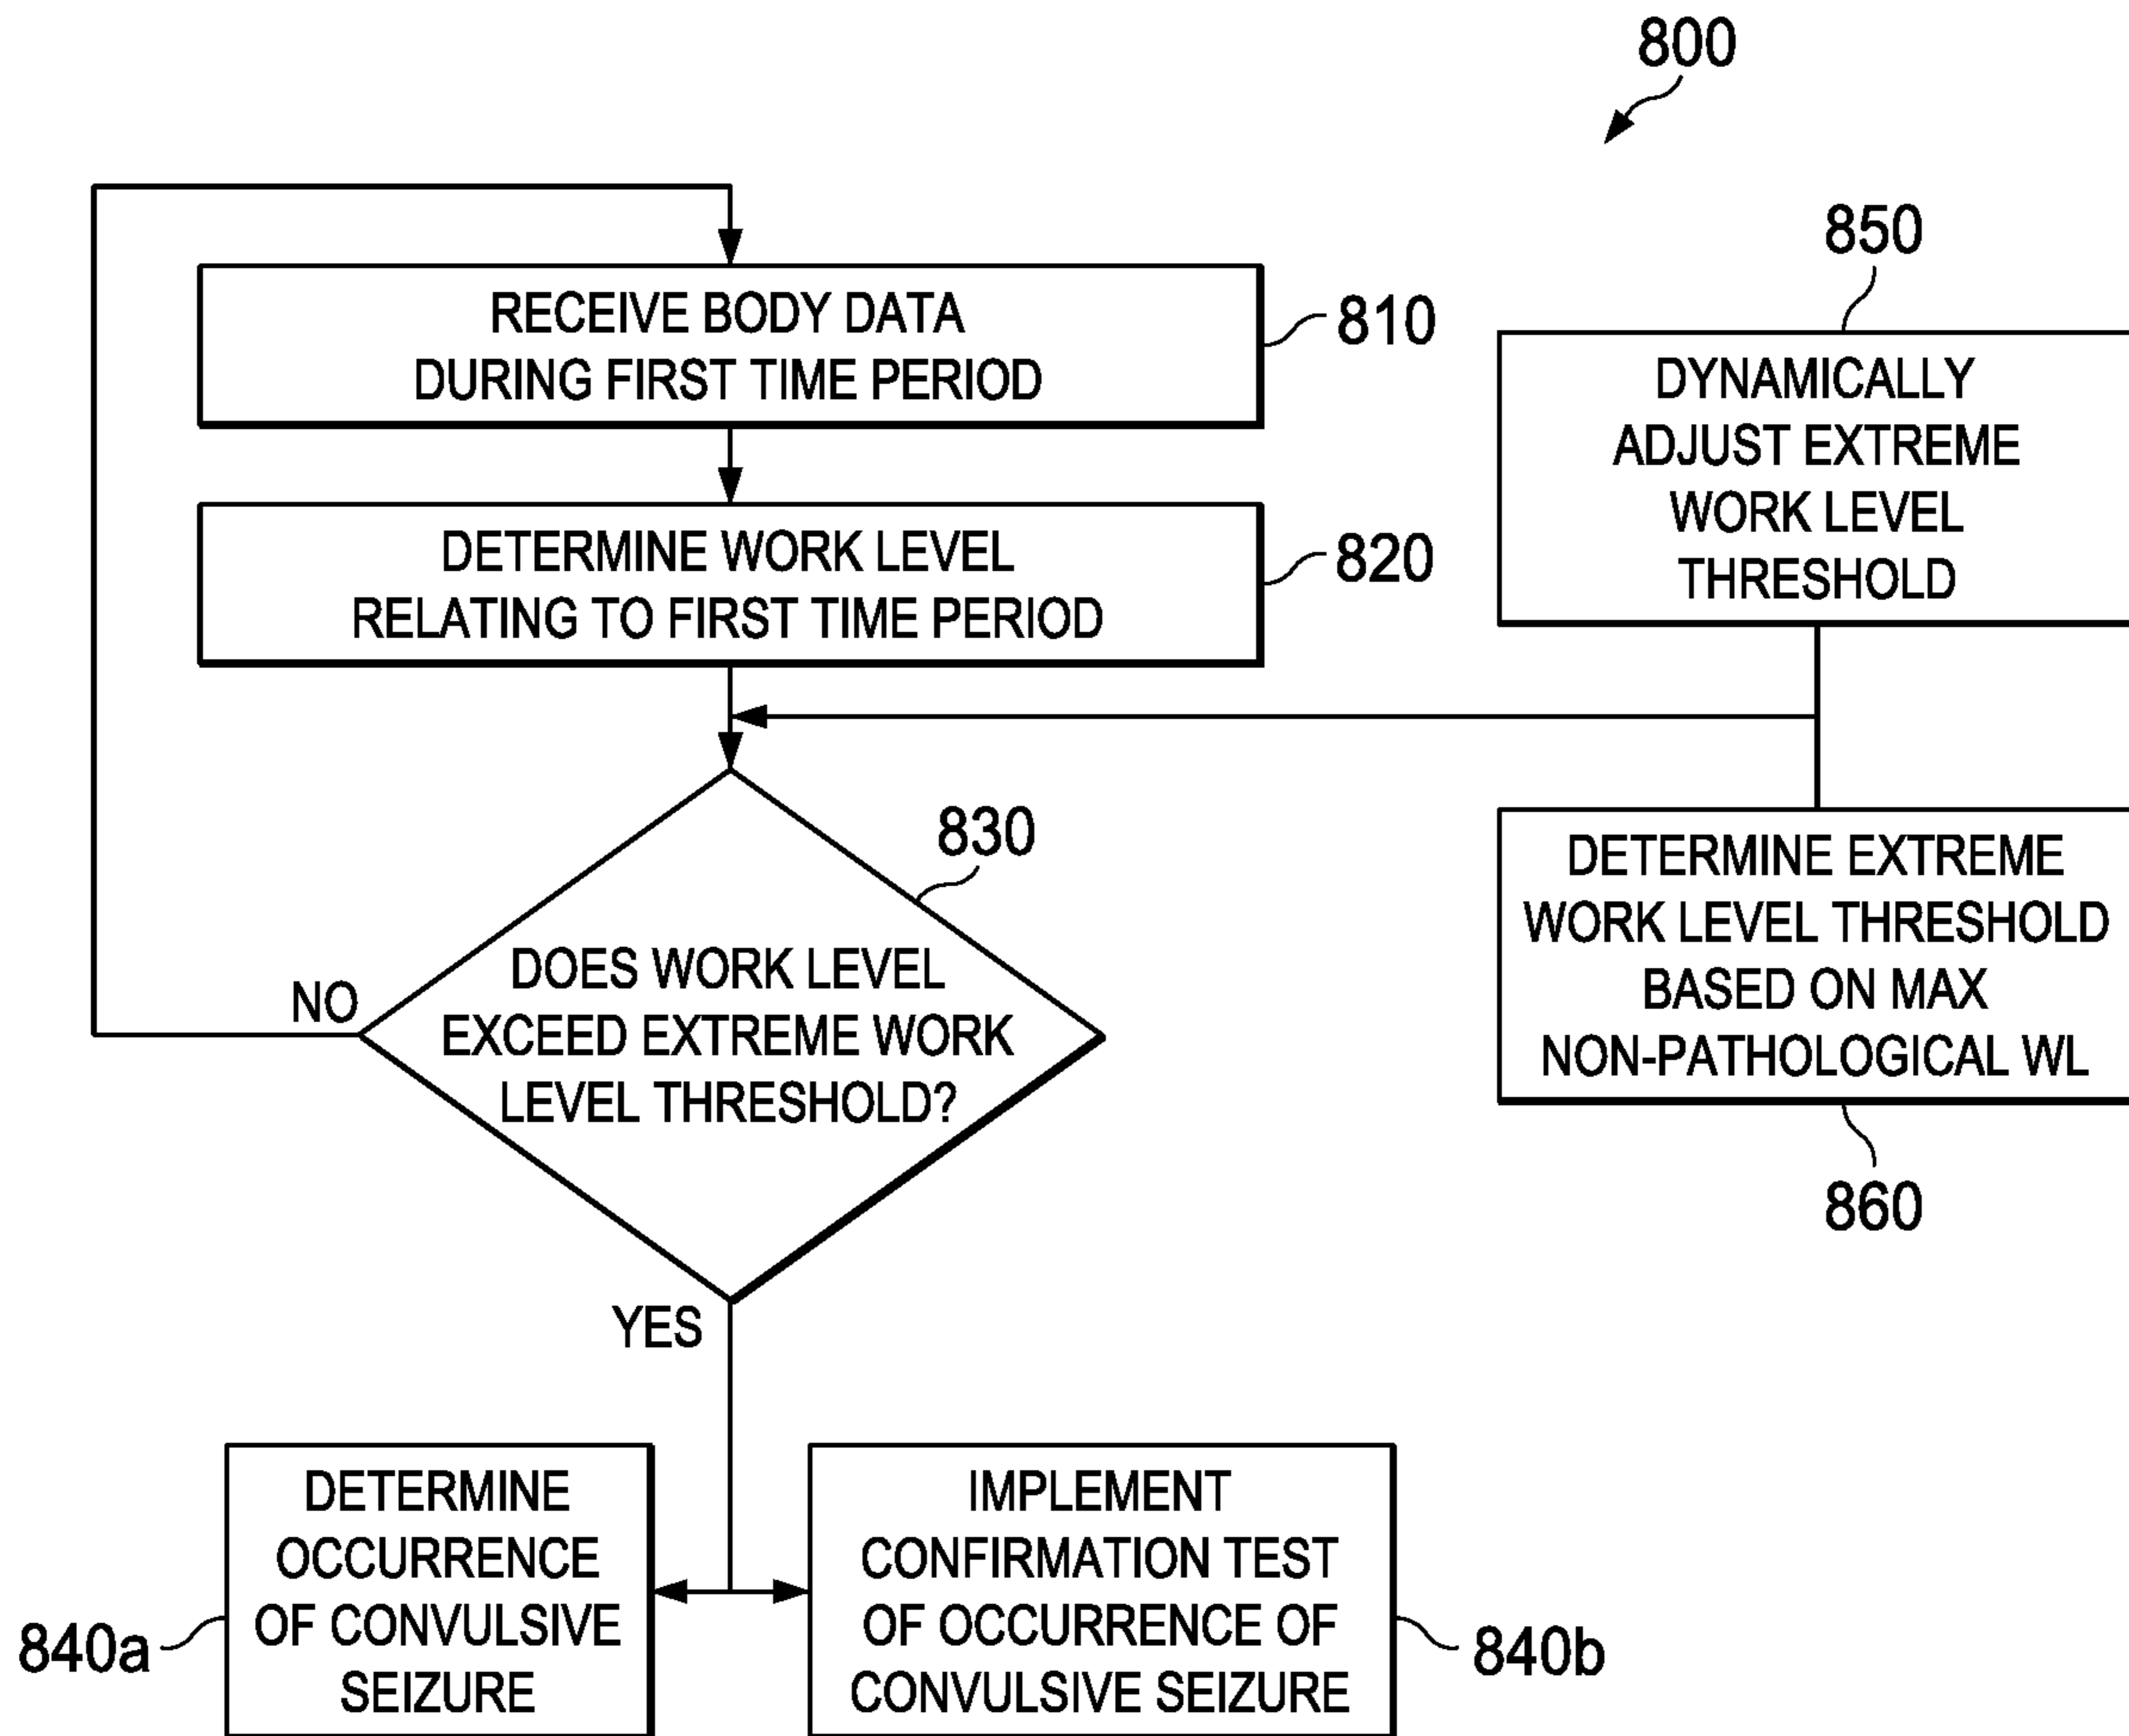 800
RECEIVE BODY DATA
DURING FIRST TIME PERIOD
810
DETERMINE WORK LEVEL
RELATING TO FIRST TIME PERIOD
820
850
DYNAMICALLY
ADJUST EXTREME
WORK LEVEL
THRESHOLD
830
DOES WORK LEVEL
EXCEED EXTREME WORK
LEVEL THRESHOLD?
NO
YES
DETERMINE EXTREME
WORK LEVEL THRESHOLD
BASED ON MAX
NON-PATHOLOGICAL WL
860
DETERMINE
OCCURRENCE
OF CONVULSIVE
SEIZURE
840a
IMPLEMENT
CONFIRMATION TEST
OF OCCURRENCE OF
CONVULSIVE SEIZURE
840b